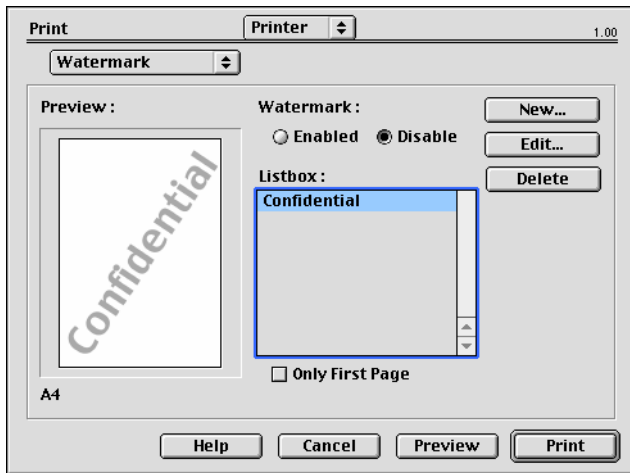 Print Printer 1.00
Watermark
Preview :
Confidential
A4
Watermark :
Enabled Disable
Listbox :
Confidential
Only First Page
New...
Edit...
Delete
Help Cancel Preview Print